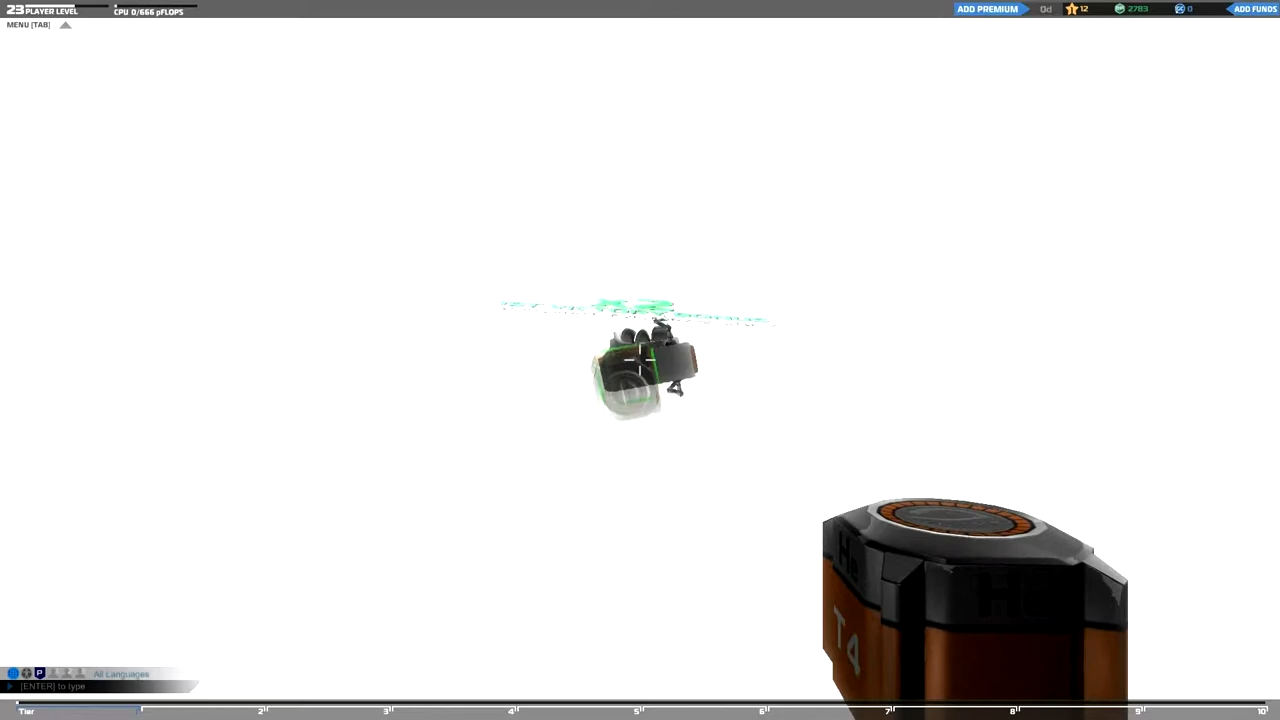 23 PLAYER LEVEL
CPU 0/666 pFLOPS
ADD PREMIUM
0d
12
2783
0
ADD FUNDS
MENU [TAB]
He
T4
P
All Languages
[ENTER] to type
Tier
2
3
4
5
6
7
8
9
10